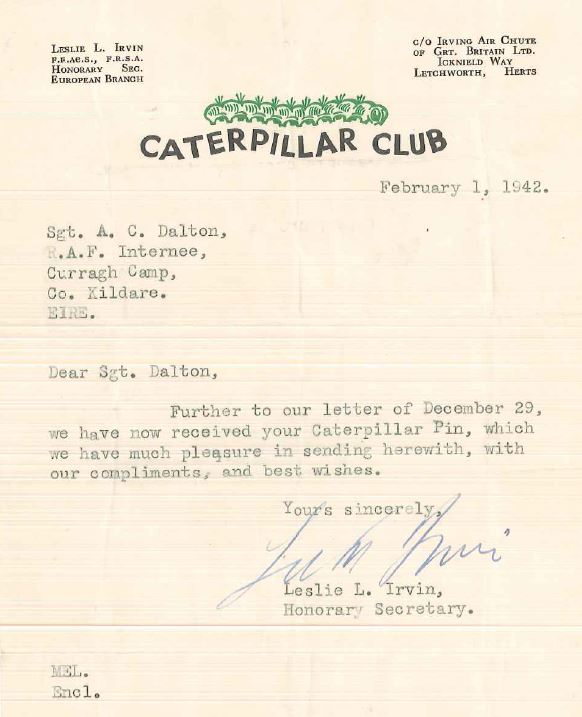 LESLIE L. IRVIN
F.R.AE.S., F.R.S.A.
HONORARY SEC.
EUROPEAN BRANCH
C/O IRVING AIR CHUTE
OF GRT. BRITAIN LTD.
ICKNIELD WAY
LETCHWORTH, HERTS
CATERPILLAR CLUB
February 1, 1942.
Sgt. A. C. Dalton,
R.A.F. Internee,
Curragh Camp,
Co. Kildare.
EIRE.
Dear Sgt. Dalton,
Further to our letter of December 29,
we have now received your Caterpillar Pin, which
we have much pleasure in sending herewith, with
our compliments, and best wishes.
Yours sincerely,
Leslie L. Irvin,
Honorary Secretary.
MEL.
Encl.